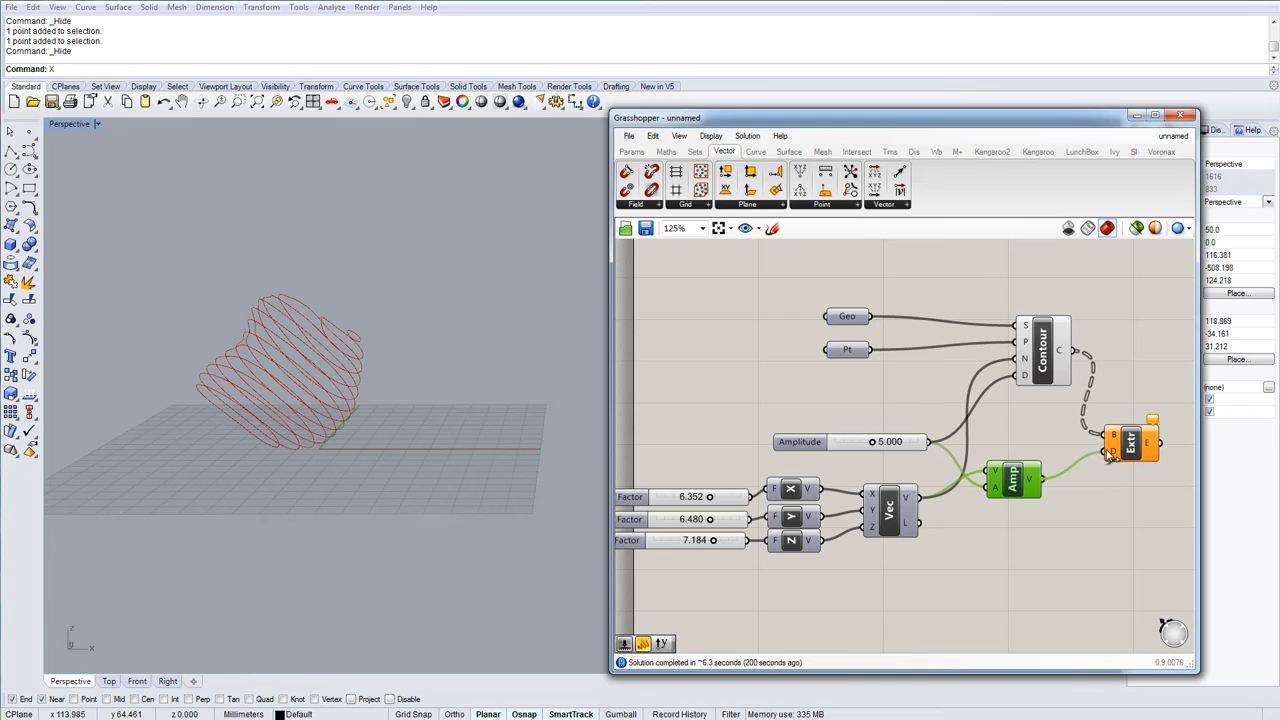 File Edit View Curve Surface Solid Mesh Dimension Transform Tools Analyze Render Panels Help
Command: _Hide
1 point added to selection.
1 point added to selection.
Command: _Hide
Command: X
Standard CPlanes Set View Display Select Viewport Layout Visibility Transform Curve Tools Surface Tools Solid Tools Mesh Tools Render Tools Drafting New in V5
Perspective
Grasshopper - unnamed
File Edit View Display Solution Help unnamed
Params Maths Sets Vector Curve Surface Mesh Intersect Trns Dis Wb M+ Kangaroo2 Kangaroo LunchBox Ivy SI Voronax
Field Grid Plane Point Vector
125%
Geo
Pt
S
P
N
D
Contour
C
Amplitude 5.000
B
D
Extr
E
V
A
Amp
V
Factor 6.352
F X V
Factor 6.480
F Y V
Factor 7.184
F Z V
X
Y
Z
Vec
V
L
Solution completed in ~6.3 seconds (200 seconds ago) 0.9.0076
Dis... Help
Perspective
1616
833
Perspective
50.0
0.0
116.381
-508.198
124.218
Place...
118.869
-34.161
31.212
Place...
(none)
z
y x
Perspective Top Front Right
End Near Point Mid Cen Int Perp Tan Quad Knot Vertex Project Disable
CPlane X 113.985 Y 64.461 Z 0.000 Millimeters Default Grid Snap Ortho Planar Osnap SmartTrack Gumball Record History Filter Memory use: 335 MB